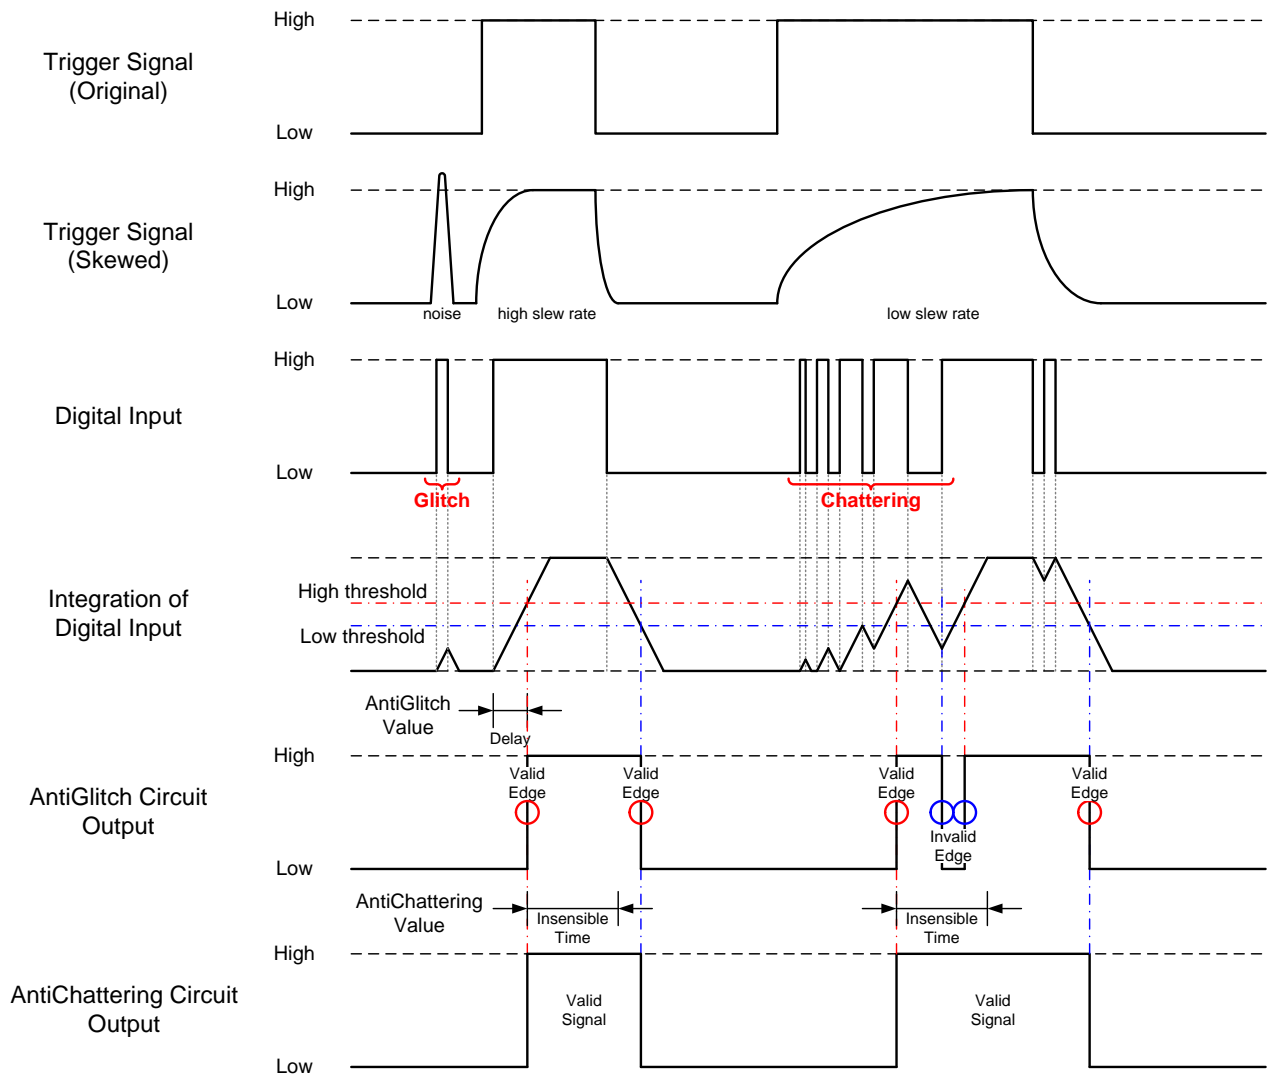 High
Trigger Signal
(Original)
Low
High
Trigger Signal
(Skewed)
Low
noise
high slew rate
low slew rate
High
Digital Input
Low
Glitch
Chattering
High threshold
Integration of
Digital Input
Low threshold
AntiGlitch
Value
Delay
High
Valid
Edge
Valid
Edge
Valid
Edge
Valid
Edge
AntiGlitch Circuit
Output
Invalid
Edge
Low
AntiChattering
Value
Insensible
Time
Insensible
Time
High
AntiChattering Circuit
Output
Valid
Signal
Valid
Signal
Low